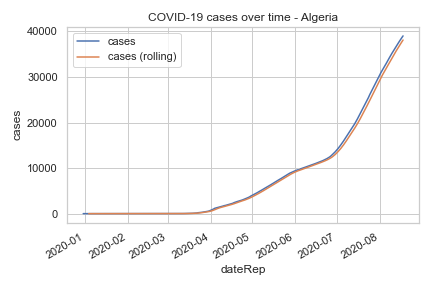 COVID-19 cases over time - Algeria
cases
cases (rolling)
40000
30000
20000
10000
0
cases
2020-01
2020-02
2020-03
2020-04
2020-05
2020-06
2020-07
2020-08
dateRep